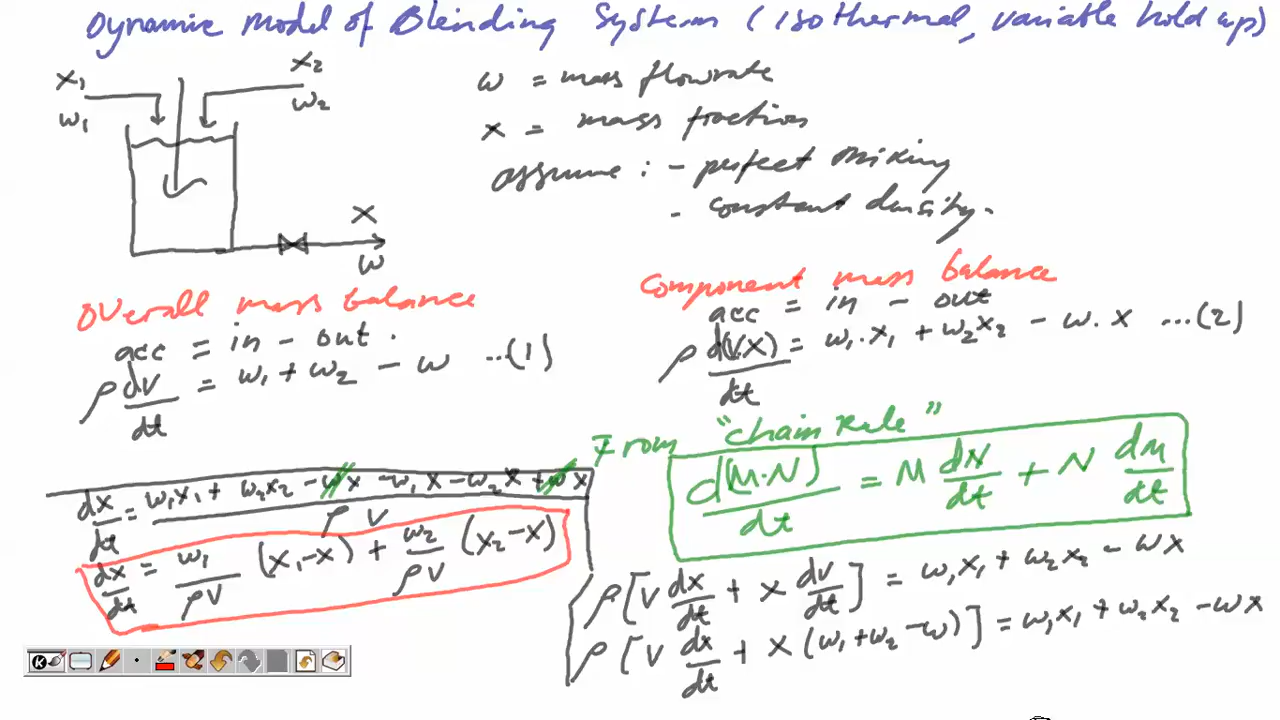 Dynamic model of Blending System (isothermal, variable hold up)
x₁
w₁
x₂
w₂
x
w
w = mass flowrate
x = mass fraction
assume : - perfect mixing
- constant density.
Overall mass balance
acc = in - out .
ρ dV/dt = w₁ + w₂ - w ...(1)
Component mass balance
acc = in - out
ρ d(V.x)/dt = w₁.x₁ + w₂x₂ - w.x ...(2)
From "chain Rule"
d(M.N)/dt = M dN/dt + N dM/dt
ρ[V dx/dt + x dV/dt] = w₁x₁ + w₂x₂ - wx
ρ[V dx/dt + x (w₁+w₂-w)] = w₁x₁ + w₂x₂ - wx
dx/dt = w₁x₁ + w₂x₂ - wx - w₁x - w₂x + wx / ρV
dx/dt = w₁/ρV (x₁-x) + w₂/ρV (x₂-x)